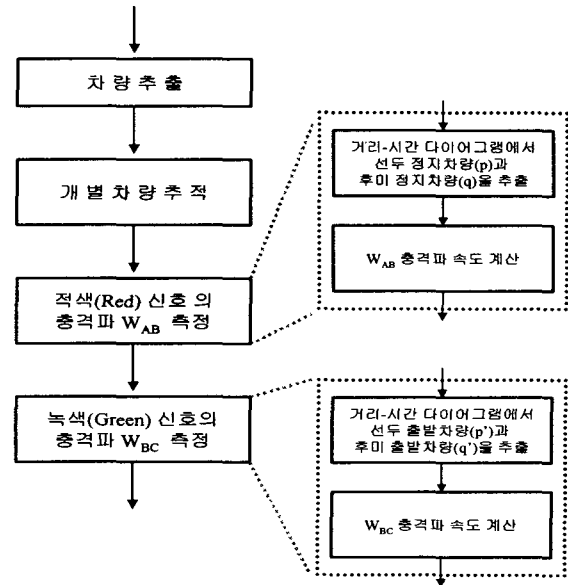 차 량 추 출
개 별 차 량 추 적
적색(Red) 신호의
충격파 W_AB 측정
녹색(Green) 신호의
충격파 W_BC 측정
거리-시간 다이어그램에서
선두 정지차량(p)과
후미 정지차량(q)을 추출
W_AB 충격파 속도 계산
거리-시간 다이어그램에서
선두 출발차량(p')과
후미 출발차량(q')을 추출
W_BC 충격파 속도 계산